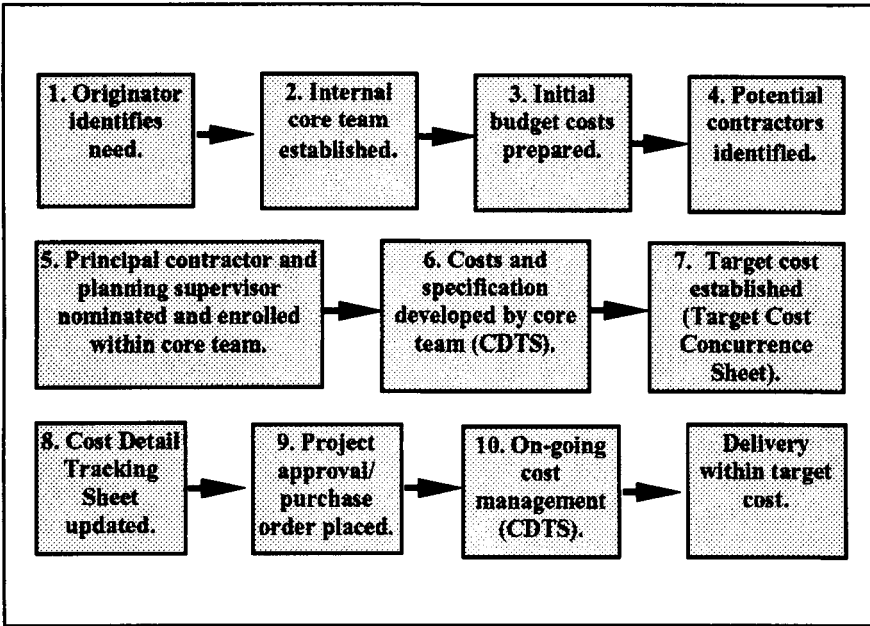 1. Originator
identifies
need.
2. Internal
core team
established.
3. Initial
budget costs
prepared.
4. Potential
contractors
identified.
5. Principal contractor and
planning supervisor
nominated and enrolled
within core team.
6. Costs and
specification
developed by core
team (CDTS).
7. Target cost
established
(Target Cost
Concurrence
Sheet).
8. Cost Detail
Tracking
Sheet
updated.
9. Project
approval/
purchase
order placed.
10. On-going
cost
management
(CDTS).
Delivery
within target
cost.